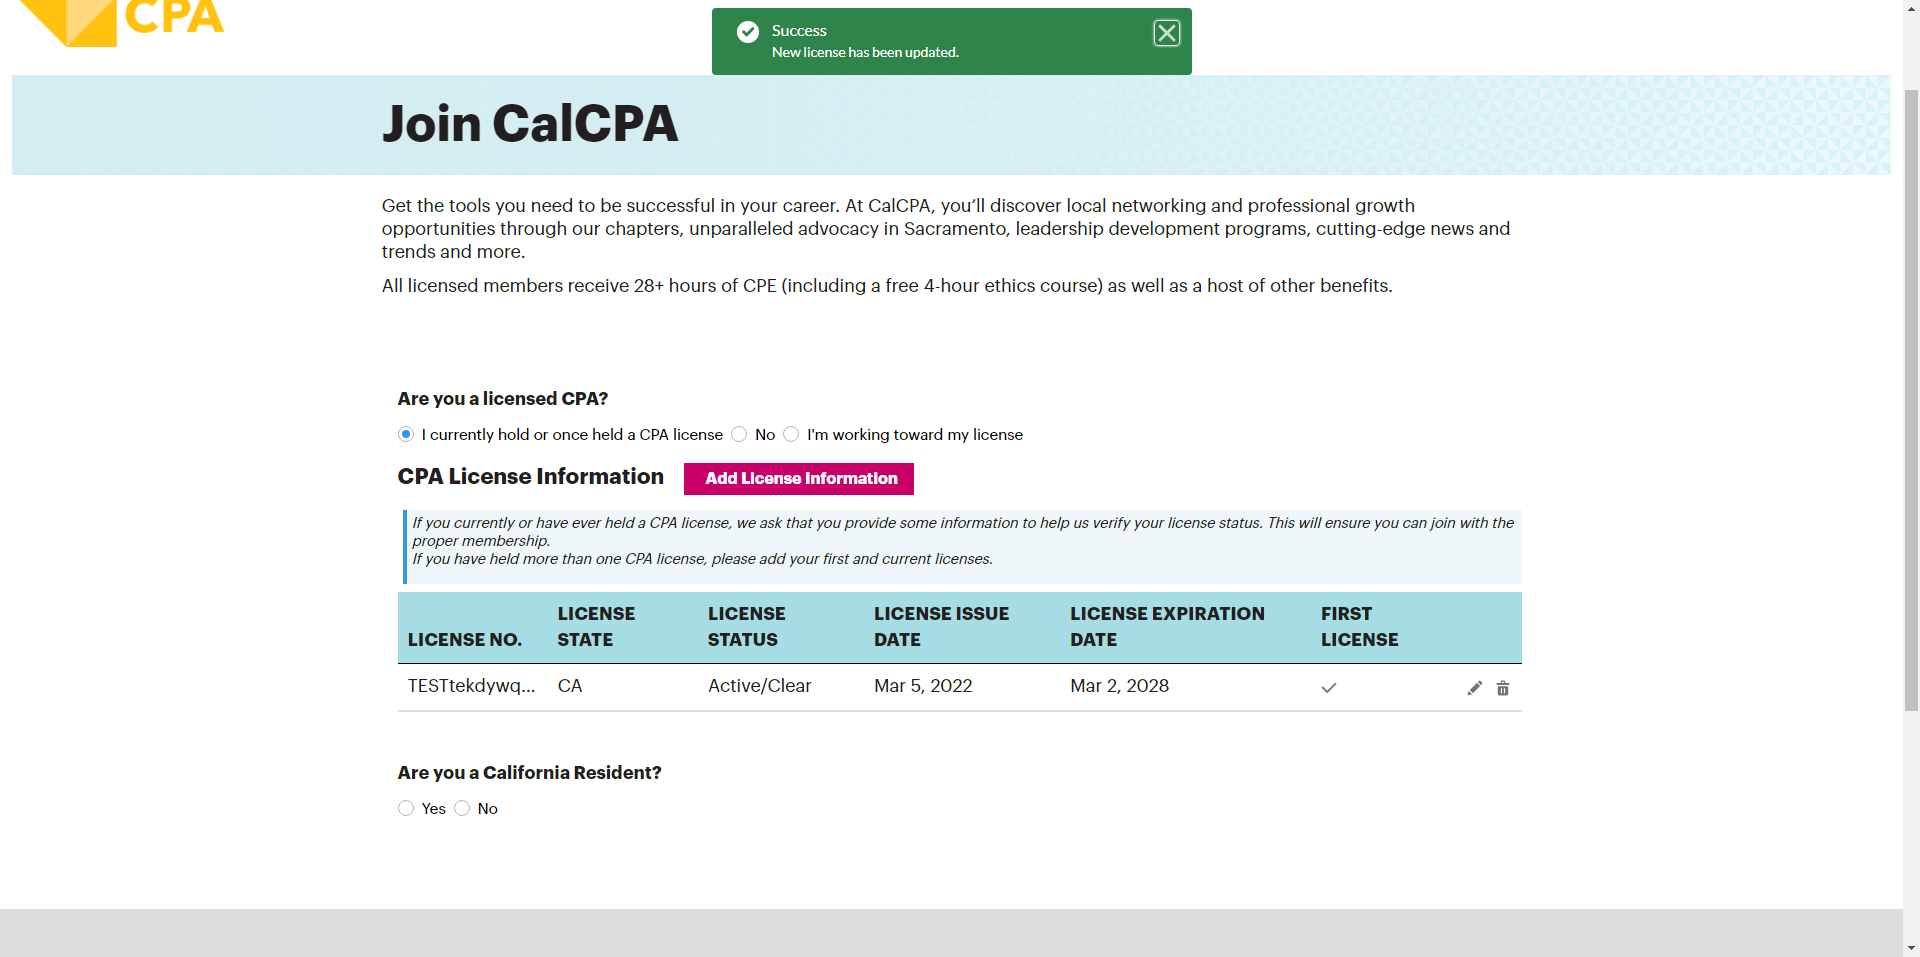 CPA
Success
New license has been updated.
Join CalCPA
Get the tools you need to be successful in your career. At CalCPA, you’ll discover local networking and professional growth
opportunities through our chapters, unparalleled advocacy in Sacramento, leadership development programs, cutting-edge news and
trends and more.
All licensed members receive 28+ hours of CPE (including a free 4-hour ethics course) as well as a host of other benefits.
Are you a licensed CPA?
I currently hold or once held a CPA license No I'm working toward my license
CPA License Information Add License Information
If you currently or have ever held a CPA license, we ask that you provide some information to help us verify your license status. This will ensure you can join with the
proper membership.
If you have held more than one CPA license, please add your first and current licenses.
LICENSE NO. LICENSE STATE LICENSE STATUS LICENSE ISSUE DATE LICENSE EXPIRATION DATE FIRST LICENSE
TESTtekdywq... CA Active/Clear Mar 5, 2022 Mar 2, 2028
Are you a California Resident?
Yes No